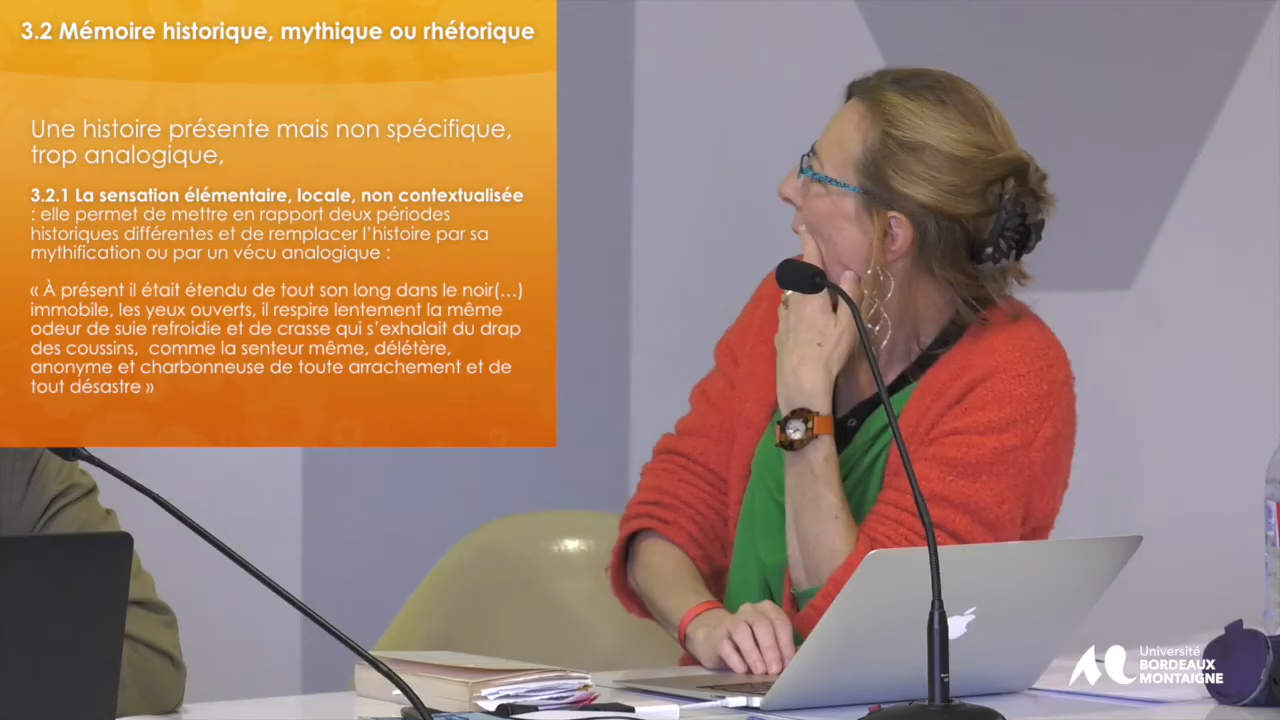 3.2 Mémoire historique, mythique ou rhétorique
Une histoire présente mais non spécifique,
trop analogique,
3.2.1 La sensation élémentaire, locale, non contextualisée
: elle permet de mettre en rapport deux périodes
historiques différentes et de remplacer l'histoire par sa
mythification ou par un vécu analogique :
« À présent il était étendu de tout son long dans le noir(...)
immobile, les yeux ouverts, il respire lentement la même
odeur de suie refroidie et de crasse qui s'exhalait du drap
des coussins, comme la senteur même, délétère,
anonyme et charbonneuse de toute arrachement et de
tout désastre »
Université
BORDEAUX
MONTAIGNE